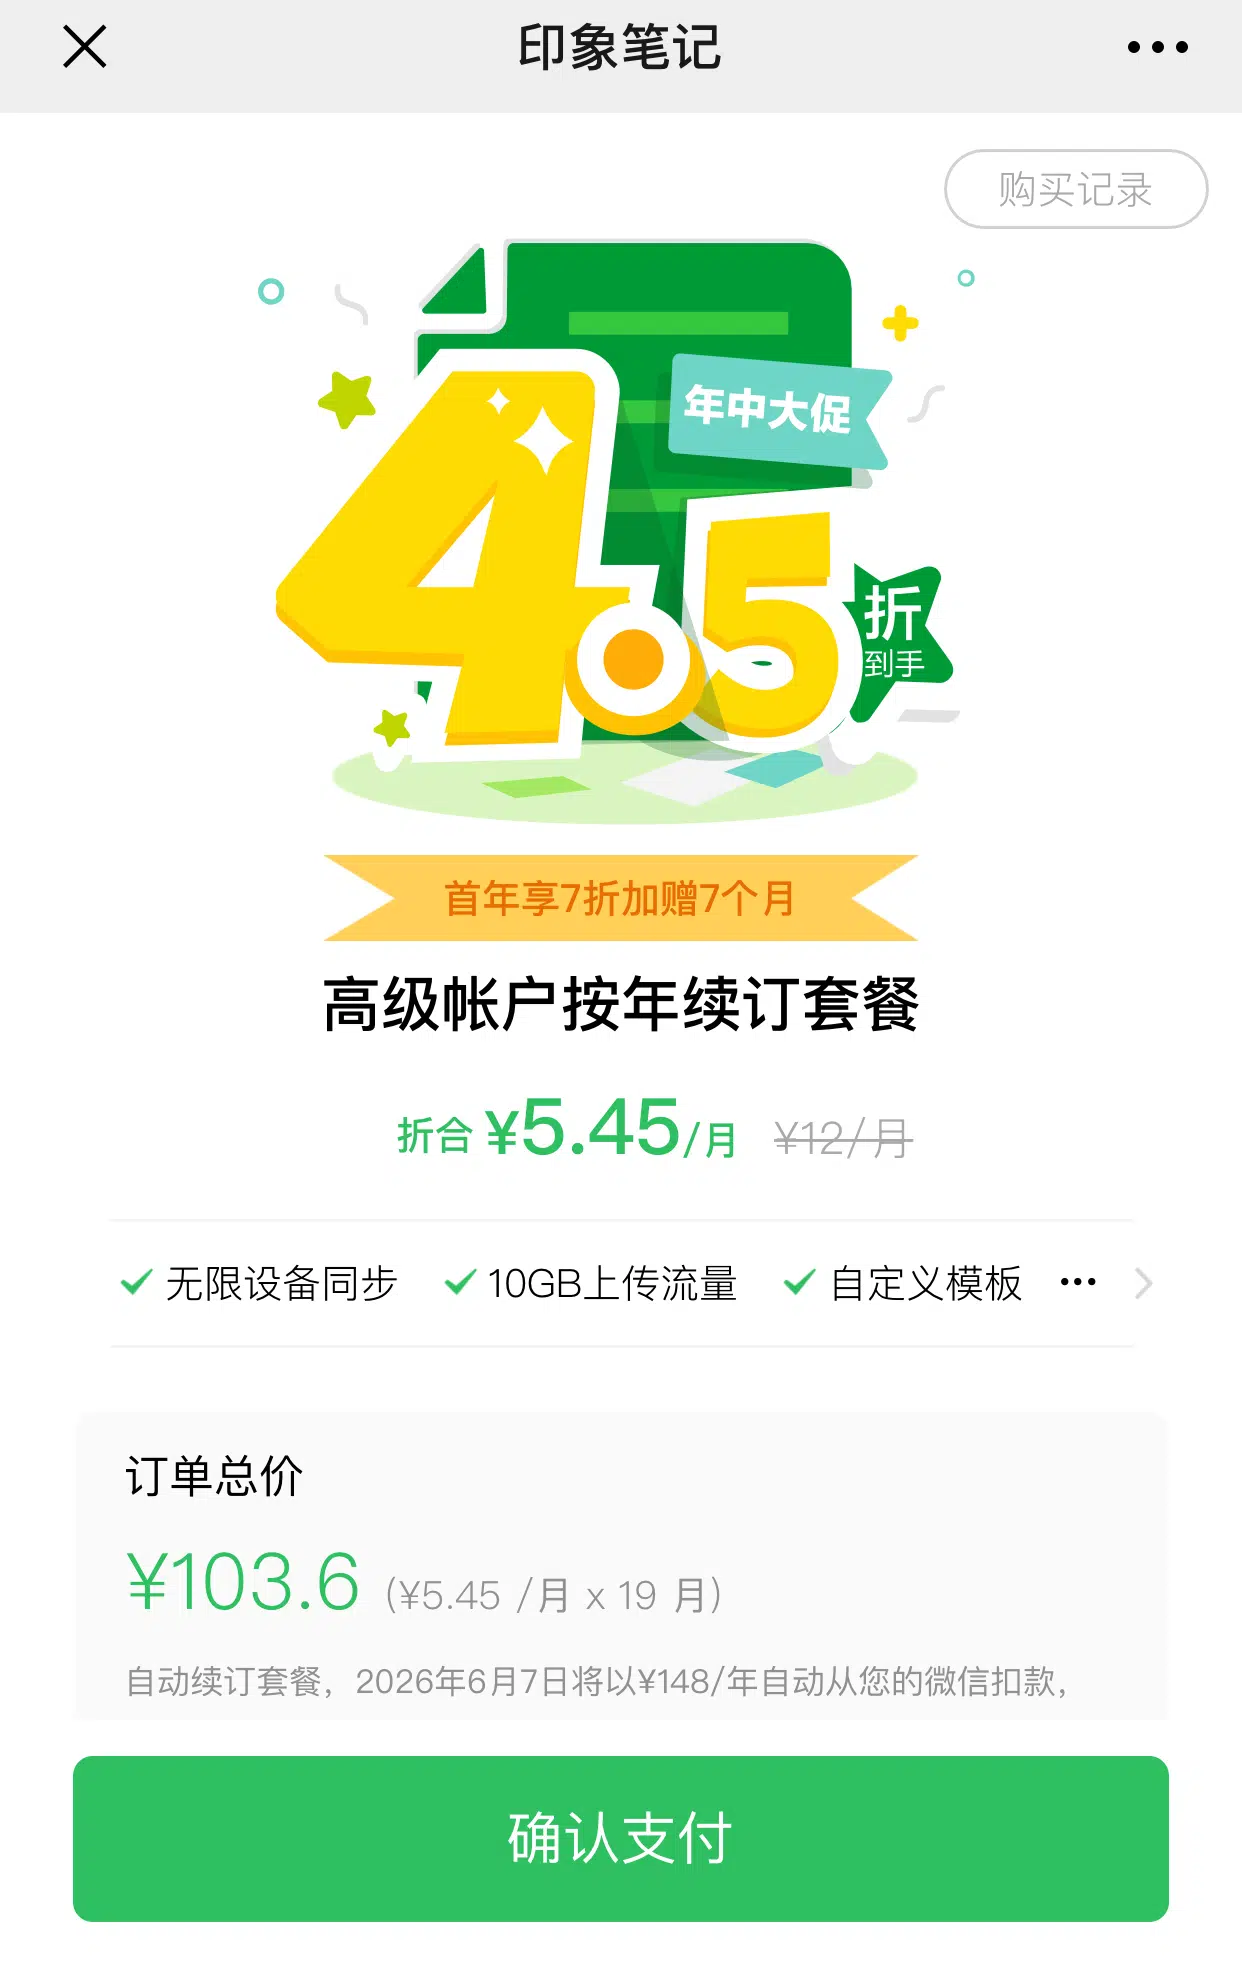 印象笔记
购买记录
年中大促
4.5
折
到手
首年享7折加赠7个月
高级帐户按年续订套餐
折合 ¥5.45/月 ¥12/月
无限设备同步 10GB上传流量 自定义模板 •••
订单总价
¥103.6 (¥5.45 /月 x 19 月)
自动续订套餐，2026年6月7日将以¥148/年自动从您的微信扣款，
确认支付